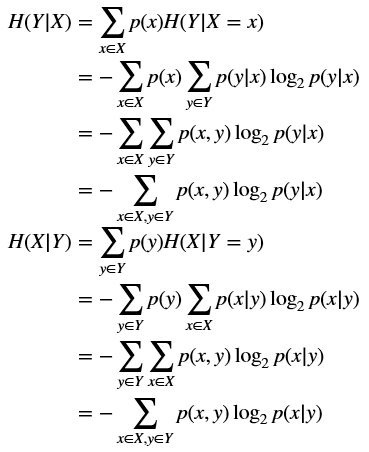 H(Y|X) = ∑_{x∈X} p(x)H(Y|X = x)
= − ∑_{x∈X} p(x) ∑_{y∈Y} p(y|x) log₂ p(y|x)
= − ∑_{x∈X} ∑_{y∈Y} p(x, y) log₂ p(y|x)
= − ∑_{x∈X,y∈Y} p(x, y) log₂ p(y|x)
H(X|Y) = ∑_{y∈Y} p(y)H(X|Y = y)
= − ∑_{y∈Y} p(y) ∑_{x∈X} p(x|y) log₂ p(x|y)
= − ∑_{y∈Y} ∑_{x∈X} p(x, y) log₂ p(x|y)
= − ∑_{x∈X,y∈Y} p(x, y) log₂ p(x|y)